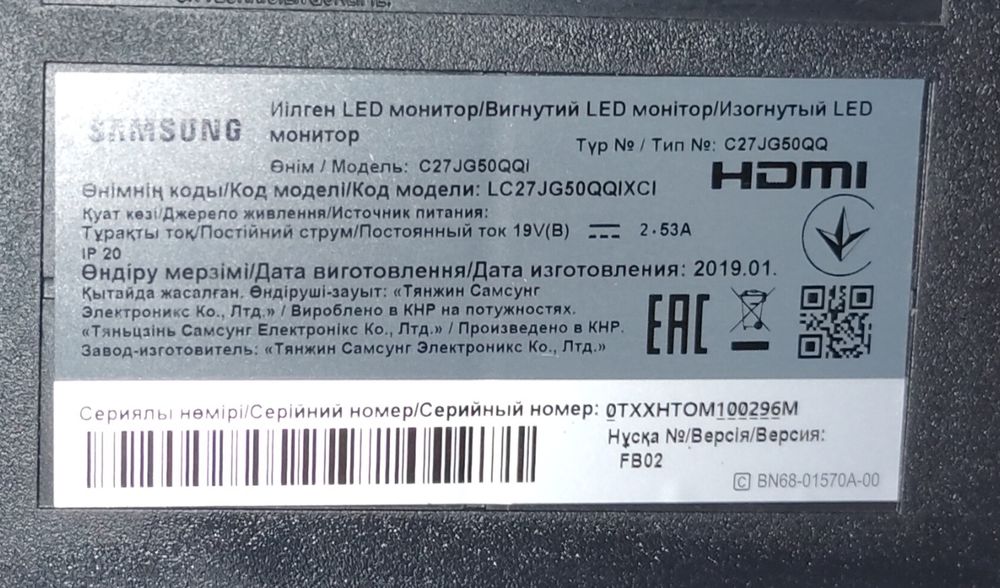 SAMSUNG
Иілген LED монитор/Вигнутий LED монітор/Изогнутый LED
монитор
Түр № / Тип №: C27JG50QQ
Өнім / Модель: C27JG50QQI
HDMI
Өнімнің коды/Код моделі/Код модели: LC27JG50QQIXCI
Қуат көзі/Джерело живлення/Источник питания:
Тұрақты ток/Постійний струм/Постоянный ток 19V(B) 2.53A
IP 20
Өндіру мерзімі/Дата виготовлення/Дата изготовления: 2019.01.
Қытайда жасалған. Өндіруші-зауыт: «Тянжин Самсунг
Электроникс Ко., Лтд.» / Вироблено в КНР на потужностях.
«Тяньцзінь Самсунг Електронікс Ко., Лтд.» / Произведено в КНР.
Завод-изготовитель: «Тянжин Самсунг Электроникс Ко., Лтд.»
EAC
Сериялы нөмірі/Серійний номер/Серийный номер: 0TXXHTOM100296M
Нұсқа №/Версія/Версия:
FB02
C BN68-01570A-00